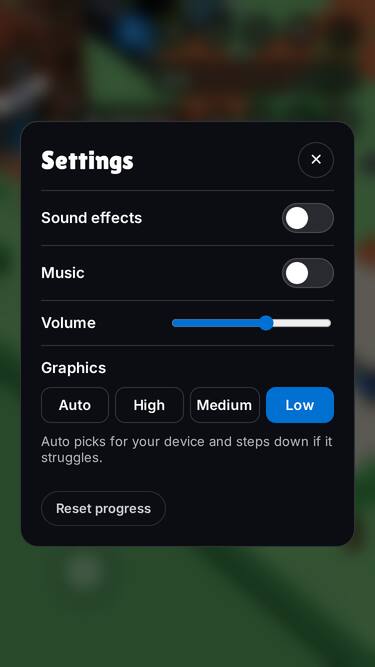 Settings
Sound effects
Music
Volume
Graphics
Auto High Medium Low
Auto picks for your device and steps down if it
struggles.
Reset progress